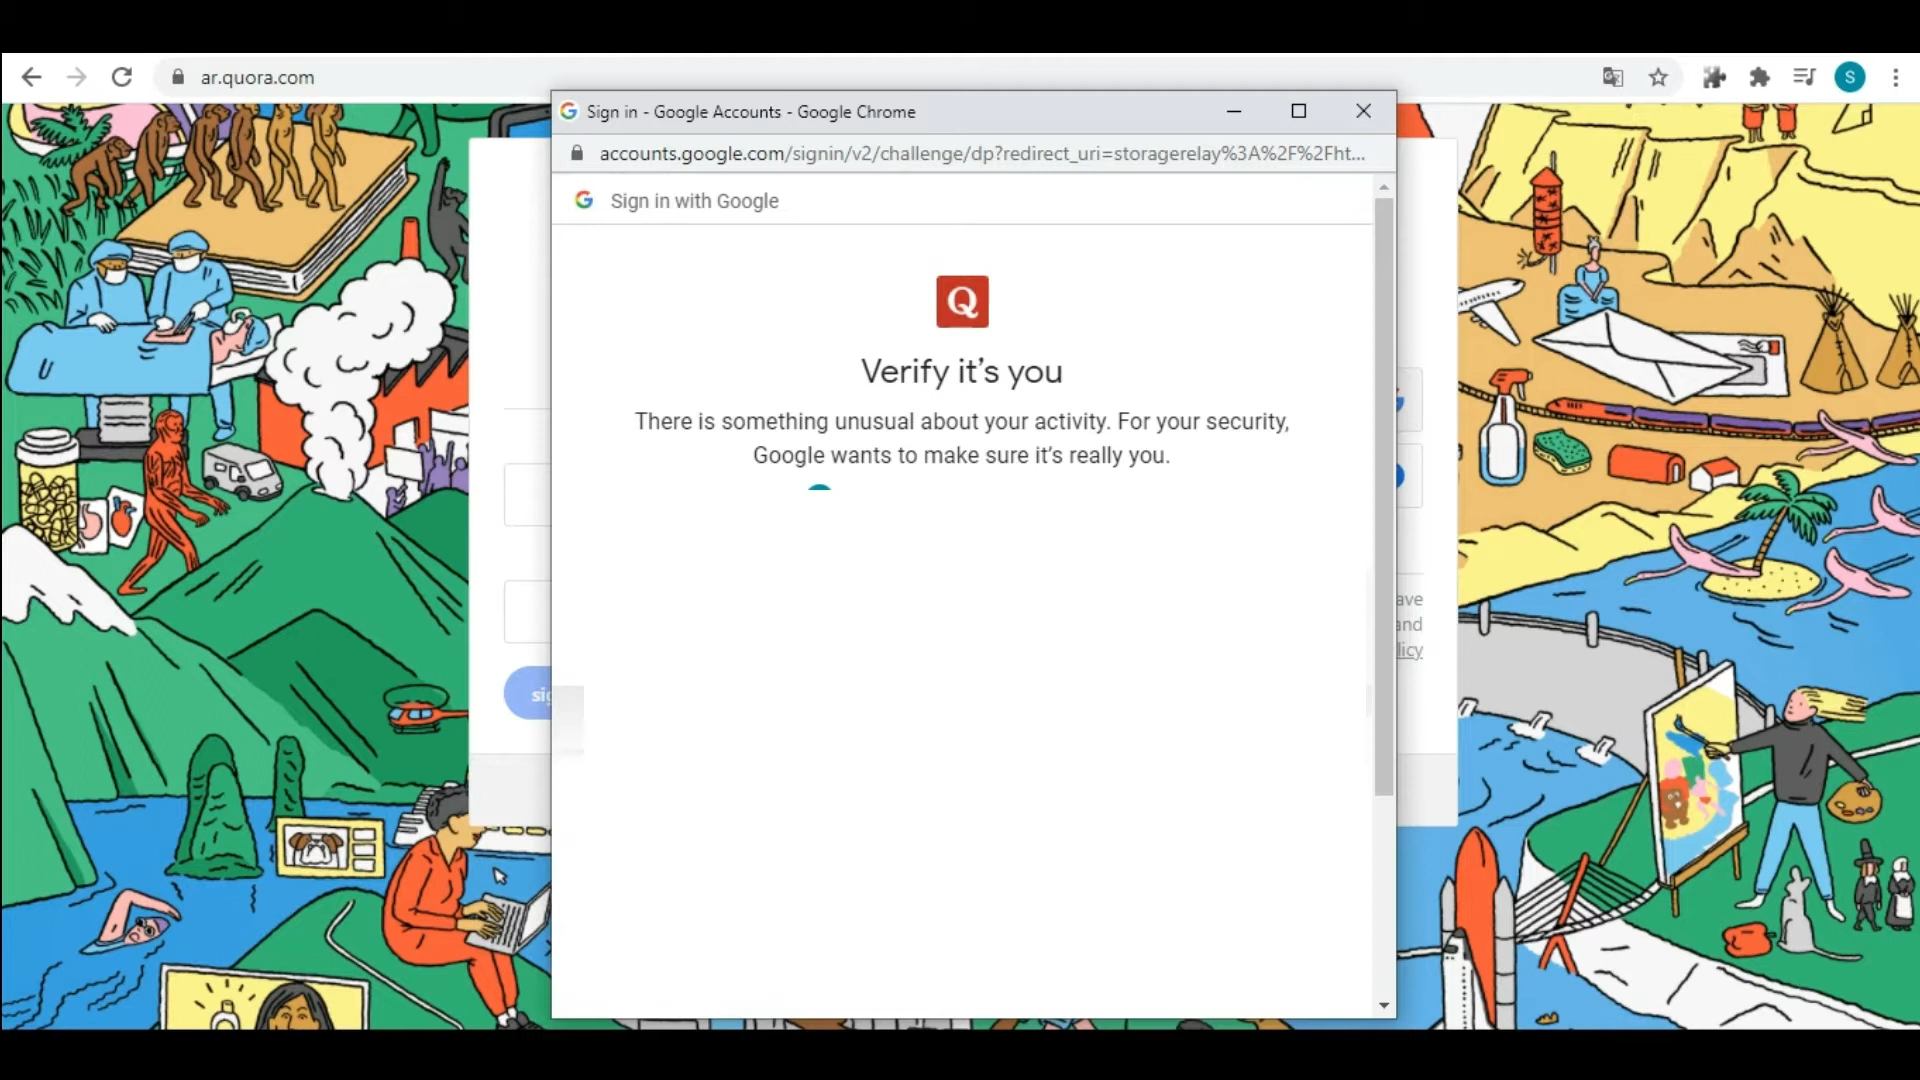 ar.quora.com
S
Sign in - Google Accounts - Google Chrome
accounts.google.com/signin/v2/challenge/dp?redirect_uri=storagerelay%3A%2F%2Fht...
Sign in with Google
Q
Verify it’s you
There is something unusual about your activity. For your security,
Google wants to make sure it’s really you.